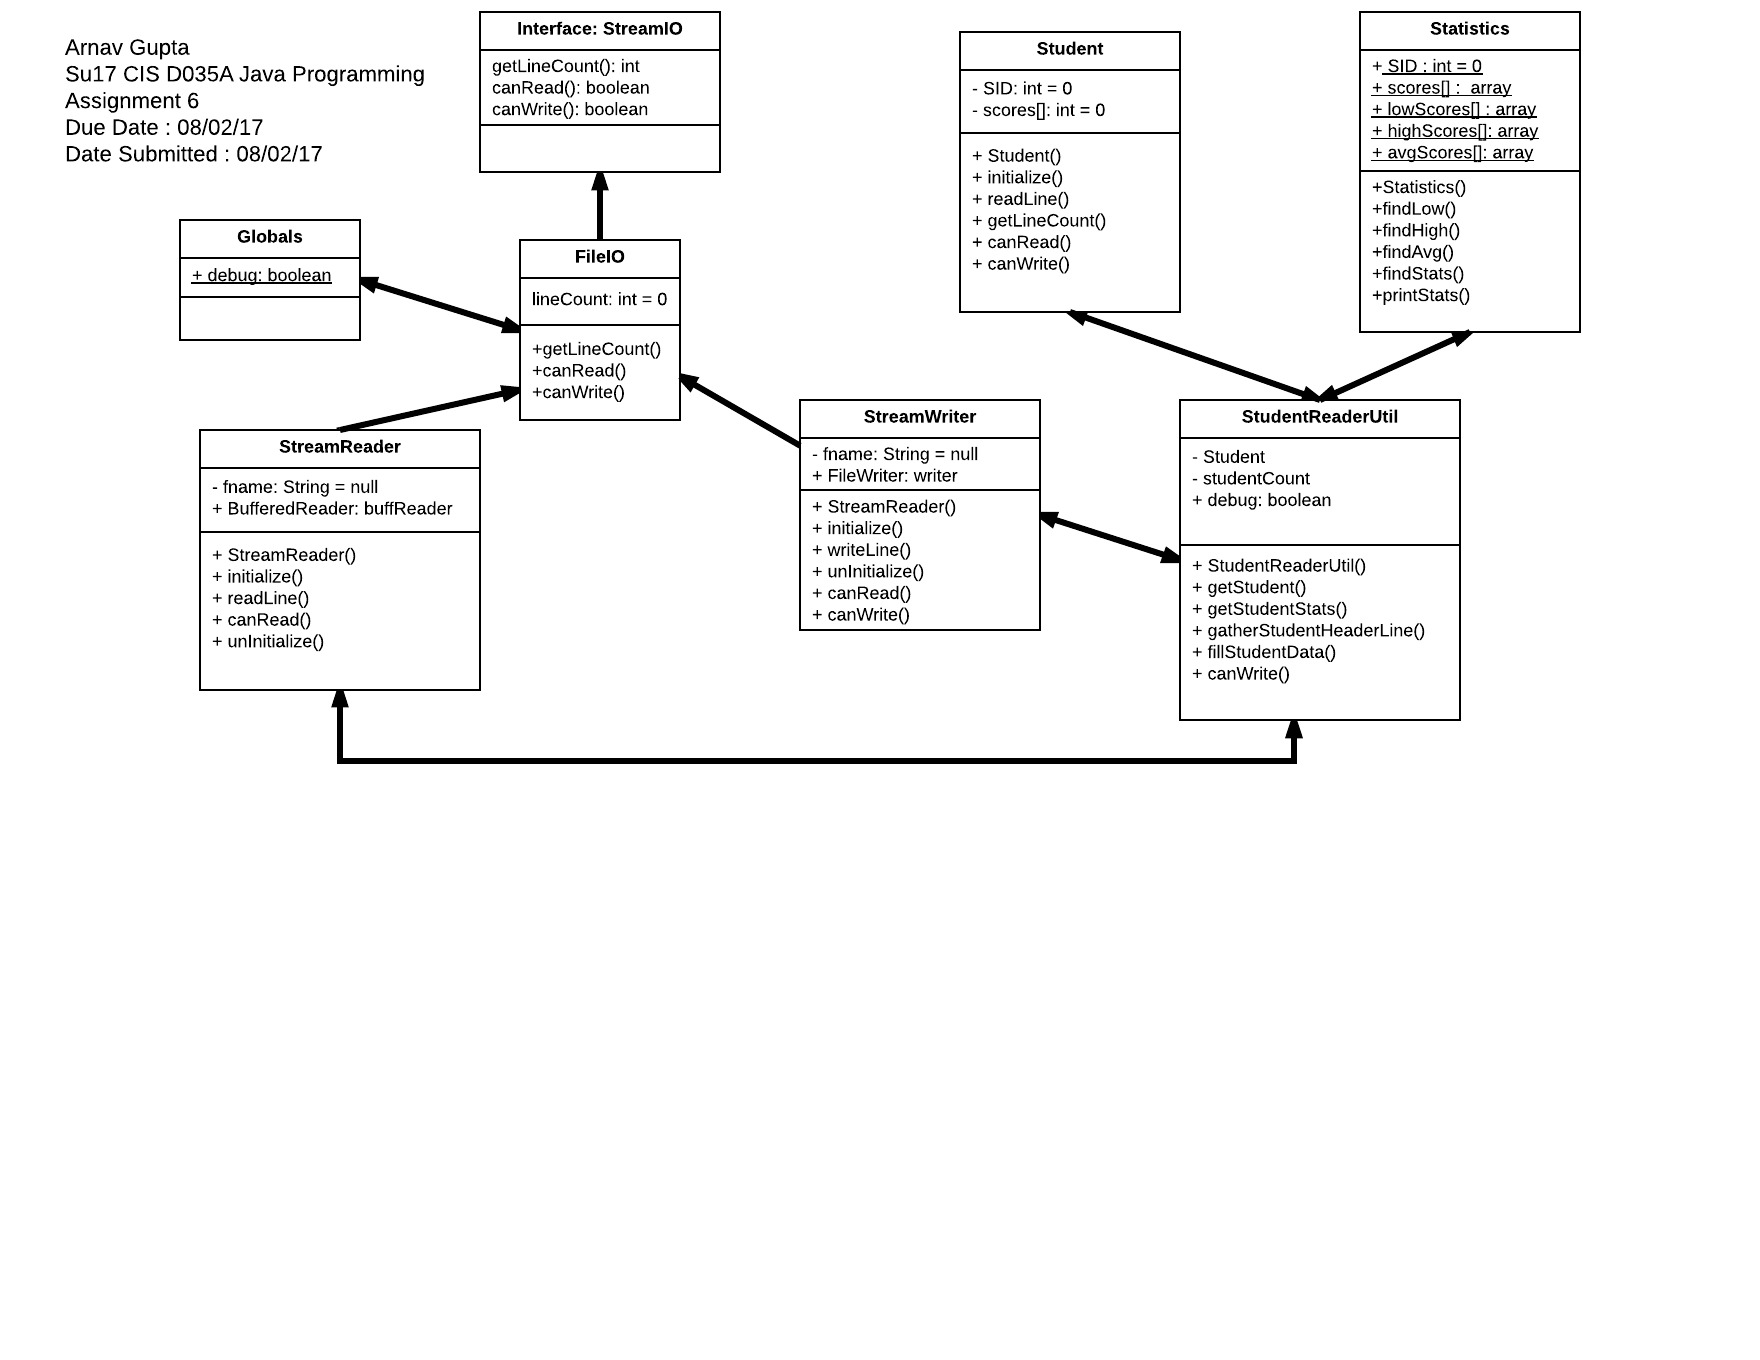 Arnav Gupta
Su17 CIS D035A Java Programming
Assignment 6
Due Date : 08/02/17
Date Submitted : 08/02/17
Interface: StreamIO
getLineCount(): int
canRead(): boolean
canWrite(): boolean
Student
- SID: int = 0
- scores[]: int = 0
+ Student()
+ initialize()
+ readLine()
+ getLineCount()
+ canRead()
+ canWrite()
Statistics
+ SID : int = 0
+ scores[] :  array
+ lowScores[] : array
+ highScores[]: array
+ avgScores[]: array
+Statistics()
+findLow()
+findHigh()
+findAvg()
+findStats()
+printStats()
Globals
+ debug: boolean
FileIO
lineCount: int = 0
+getLineCount()
+canRead()
+canWrite()
StreamReader
- fname: String = null
+ BufferedReader: buffReader
+ StreamReader()
+ initialize()
+ readLine()
+ canRead()
+ unInitialize()
StreamWriter
- fname: String = null
+ FileWriter: writer
+ StreamReader()
+ initialize()
+ writeLine()
+ unInitialize()
+ canRead()
+ canWrite()
StudentReaderUtil
- Student
- studentCount
+ debug: boolean
+ StudentReaderUtil()
+ getStudent()
+ getStudentStats()
+ gatherStudentHeaderLine()
+ fillStudentData()
+ canWrite()